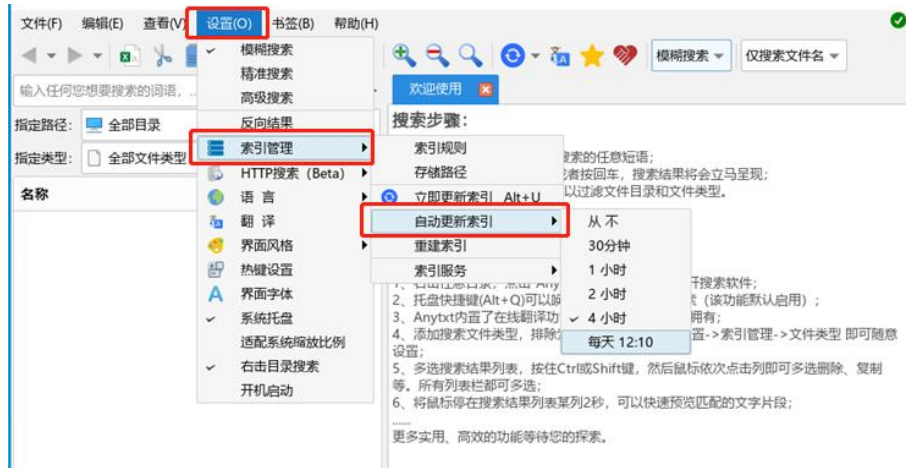 文件(F) 编辑(E) 查看(V) 设置(O) 书签(B) 帮助(H)
模糊搜索 仅搜索文件名
输入任何您想要搜索的词语，...
指定路径: 全部目录
指定类型: 全部文件类型
名称
模糊搜索
精准搜索
高级搜索
反向结果
索引管理
HTTP搜索（Beta）
语 言
翻 译
界面风格
热键设置
界面字体
系统托盘
适配系统缩放比例
右击目录搜索
开机启动
索引规则
存储路径
立即更新索引 Alt+U
自动更新索引
重建索引
索引服务
从 不
30分钟
1 小时
2 小时
4 小时
每天 12:10
欢迎使用
搜索步骤：
搜索的任意短语；
或者按回车，搜索结果将会立马呈现；
以过滤文件目录和文件类型。
1、右击任意目录，点击"Any 开搜索软件；
2、托盘快捷键(Alt+Q)可以 （该功能默认启用）；
3、Anytxt内置了在线翻译功 拥有；
4、添加搜索文件类型，排除 置->索引管理->文件类型 即可随意
设置；
5、多选搜索结果列表，按住Ctrl或Shift键，然后鼠标依次点击列即可多选删除、复制
等。所有列表栏都可多选；
6、将鼠标停在搜索结果列表某列2秒，可以快速预览匹配的文字片段；
......
更多实用、高效的功能等待您的探索。